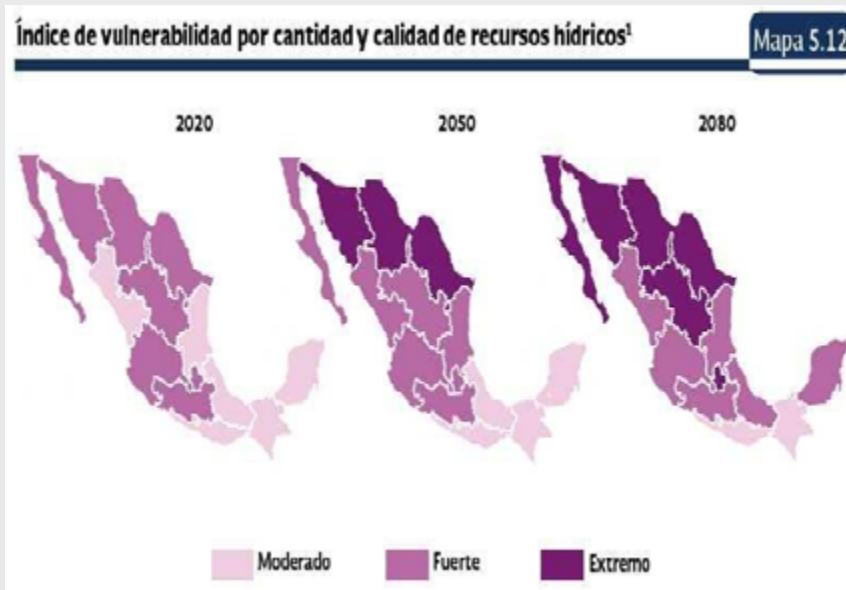 Índice de vulnerabilidad por cantidad y calidad de recursos hídricos¹
Mapa 5.12
2020
2050
2080
Moderado
Fuerte
Extremo